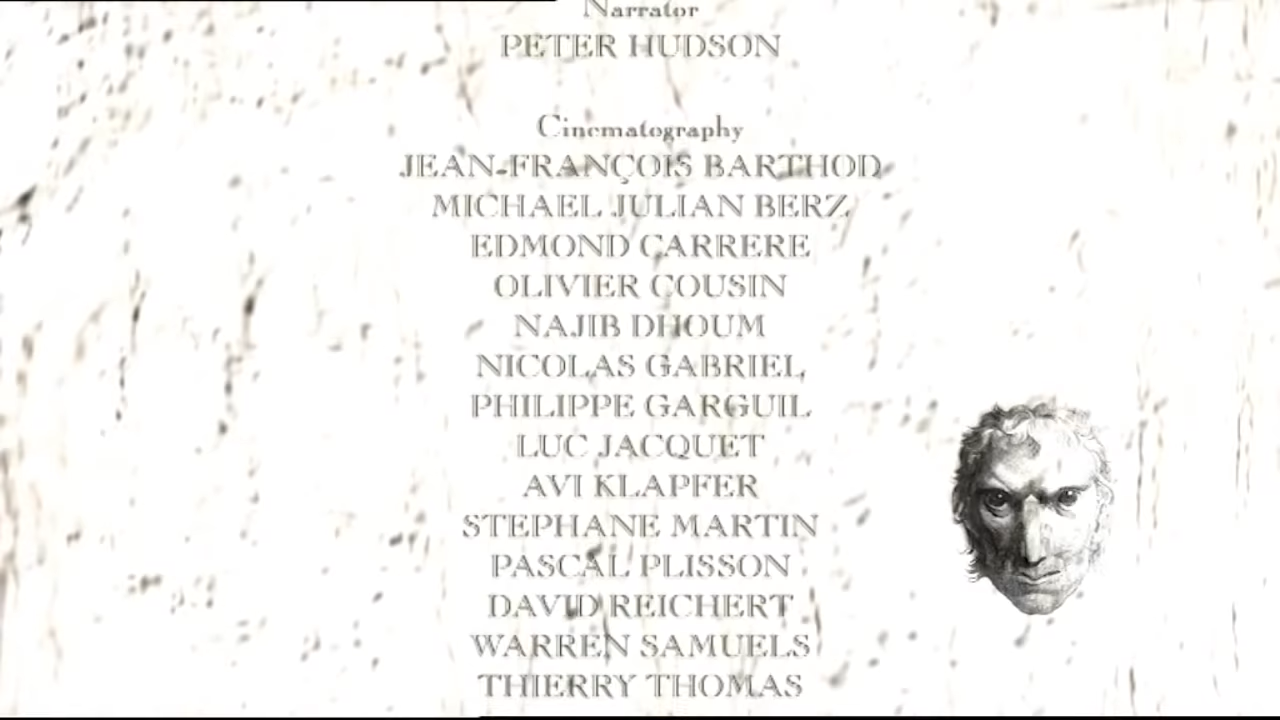 Narrator
PETER HUDSON
Cinematography
JEAN-FRANÇOIS BARTHOD
MICHAEL JULIAN BERZ
EDMOND CARRERE
OLIVIER COUSIN
NAJIB DHOUM
NICOLAS GABRIEL
PHILIPPE GARGUIL
LUC JACQUET
AVI KLAPFER
STEPHANE MARTIN
PASCAL PLISSON
DAVID REICHERT
WARREN SAMUELS
THIERRY THOMAS